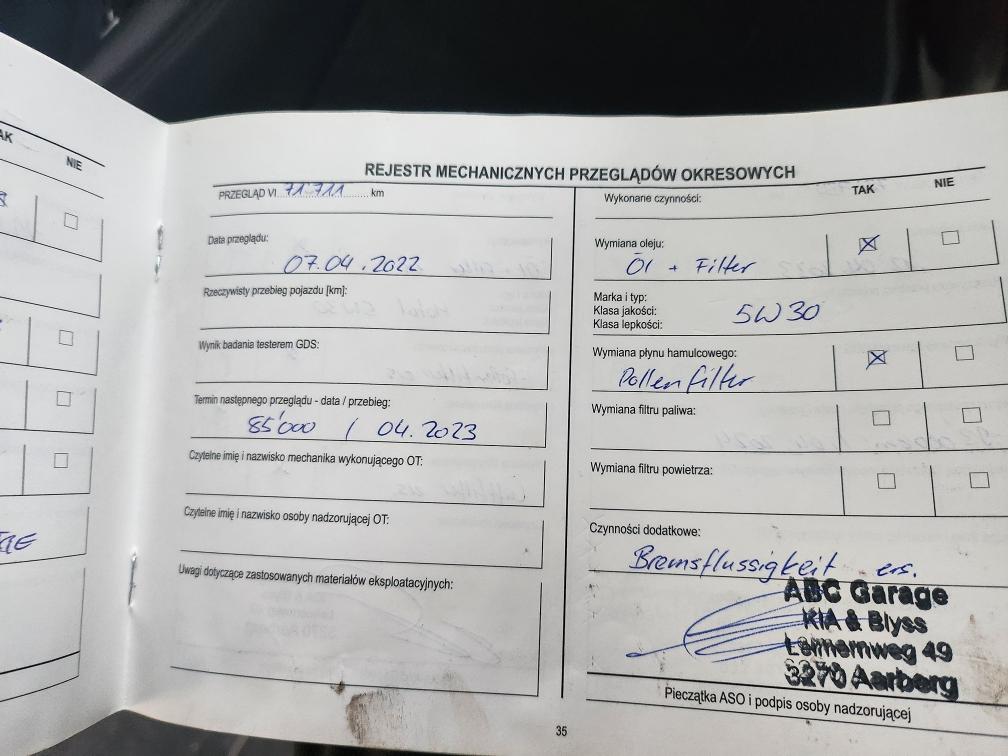 AK
NIE
REJESTR MECHANICZNYCH PRZEGLĄDÓW OKRESOWYCH
PRZEGLĄD VI 71'711 km
Data przeglądu:
07.04.2022
Rzeczywisty przebieg pojazdu [km]:
Wynik badania testerem GDS:
Termin następnego przeglądu - data / przebieg:
85'000 / 04.2023
Czytelne imię i nazwisko mechanika wykonującego OT:
Czytelne imię i nazwisko osoby nadzorującej OT:
Uwagi dotyczące zastosowanych materiałów eksploatacyjnych:
Wykonane czynności: TAK NIE
Wymiana oleju:
Öl + Filter
Marka i typ:
Klasa jakości:
Klasa lepkości:
5W30
Wymiana płynu hamulcowego:
Pollenfilter
Wymiana filtru paliwa:
Wymiana filtru powietrza:
Czynności dodatkowe:
Bremsflussigkeit ers.
ABC Garage
KIA & Blyss
49
3270 Aarberg
Pieczątka ASO i podpis osoby nadzorującej
35